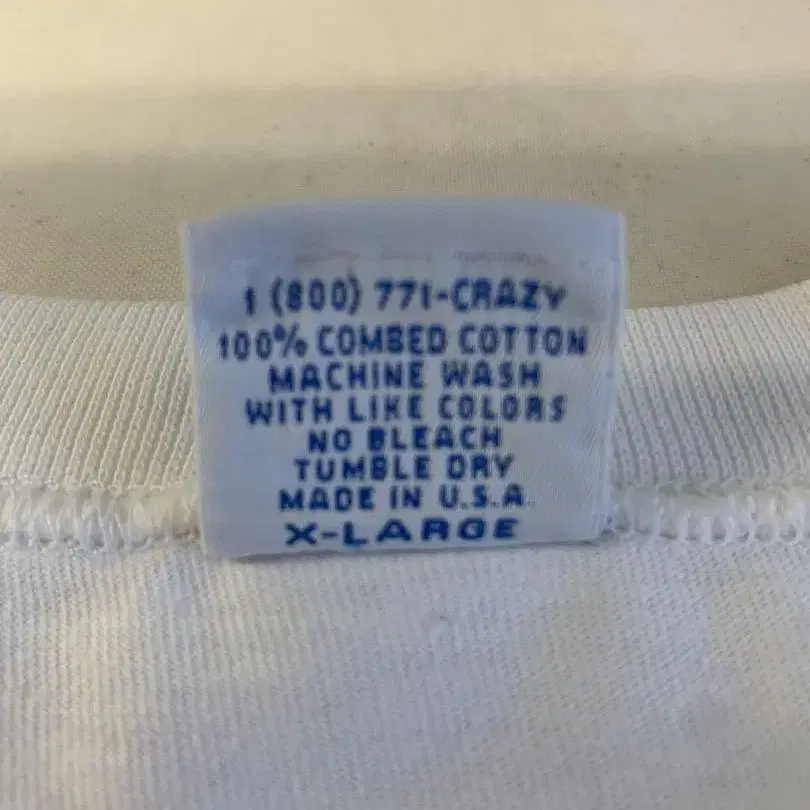 1 (800) 771-CRAZY
100% COMBED COTTON
MACHINE WASH
WITH LIKE COLORS
NO BLEACH
TUMBLE DRY
MADE IN U.S.A.
X-LARGE